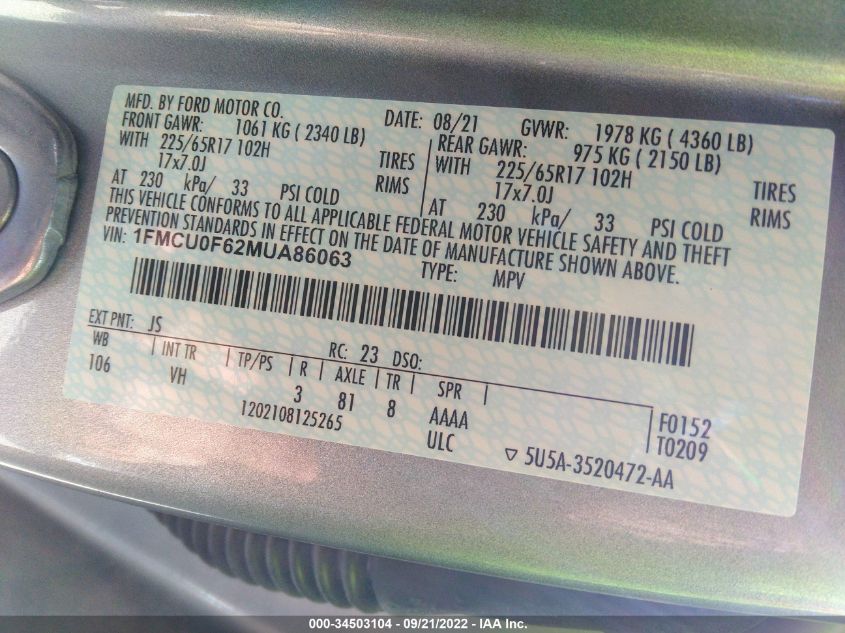 MFD. BY FORD MOTOR CO. DATE: 08/21 GVWR: 1978 KG ( 4360 LB)
FRONT GAWR: 1061 KG ( 2340 LB) REAR GAWR: 975 KG ( 2150 LB)
WITH 225/65R17 102H TIRES WITH 225/65R17 102H TIRES
17x7.0J RIMS 17x7.0J RIMS
AT 230 kPa/ 33 PSI COLD AT 230 kPa/ 33 PSI COLD
THIS VEHICLE CONFORMS TO ALL APPLICABLE FEDERAL MOTOR VEHICLE SAFETY AND THEFT
PREVENTION STANDARDS IN EFFECT ON THE DATE OF MANUFACTURE SHOWN ABOVE.
VIN: 1FMCU0F62MUA86063 TYPE: MPV
EXT PNT: JS RC: 23 DSO:
WB INT TR TP/PS R AXLE TR SPR
106 VH 3 81 8 AAAA F0152
1202108125265 ULC T0209
5U5A-3520472-AA
000-34503104 - 09/21/2022 - IAA Inc.